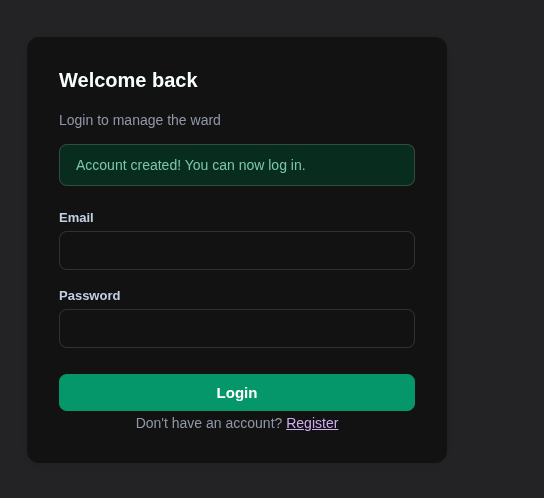 Welcome back
Login to manage the ward
Account created! You can now log in.
Email
Password
Login
Don't have an account? Register